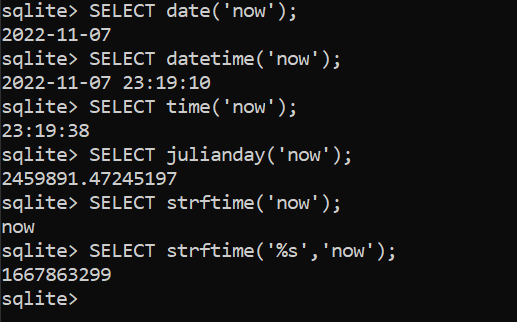 sqlite> SELECT date('now');
2022-11-07
sqlite> SELECT datetime('now');
2022-11-07 23:19:10
sqlite> SELECT time('now');
23:19:38
sqlite> SELECT julianday('now');
2459891.47245197
sqlite> SELECT strftime('now');
now
sqlite> SELECT strftime('%s','now');
1667863299
sqlite>